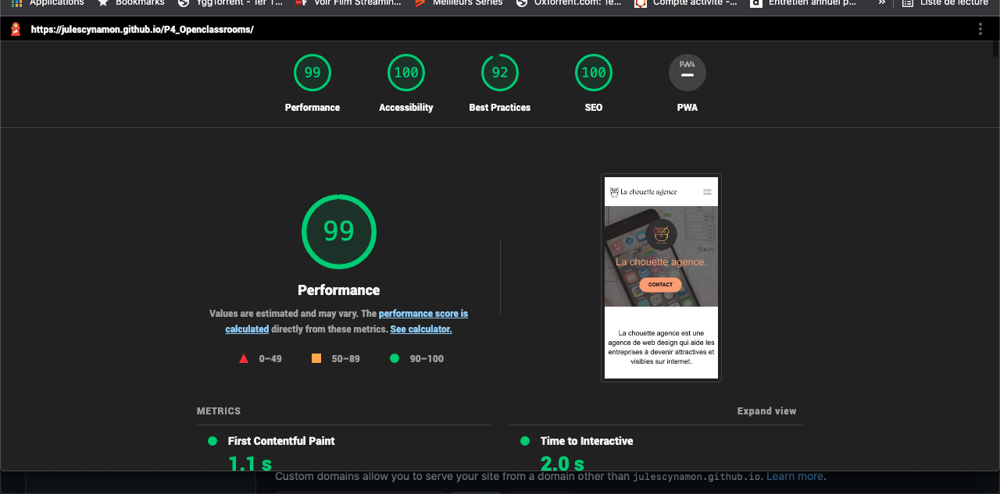 Applications
Bookmarks
YggTorrent - 1er T...
Voir Film Streamin...
Meilleurs Séries
OxTorrent.com: Te...
Compte activité -...
Entretien annuel p...
»
Liste de lecture
https://julescynamon.github.io/P4_Openclassrooms/
99
100
92
100
PWA
Performance
Accessibility
Best Practices
SEO
PWA
La chouette agence
99
La chouette agence.
CONTACT
Performance
Values are estimated and may vary. The performance score is
calculated directly from these metrics. See calculator.
La chouette agence est une
agence de web design qui aide les
entreprises à devenir attractives et
visibles sur internet.
0–49
50–89
90–100
METRICS
Expand view
First Contentful Paint
1.1 s
Time to Interactive
2.0 s
Custom domains allow you to serve your site from a domain other than julescynamon.github.io. Learn more.